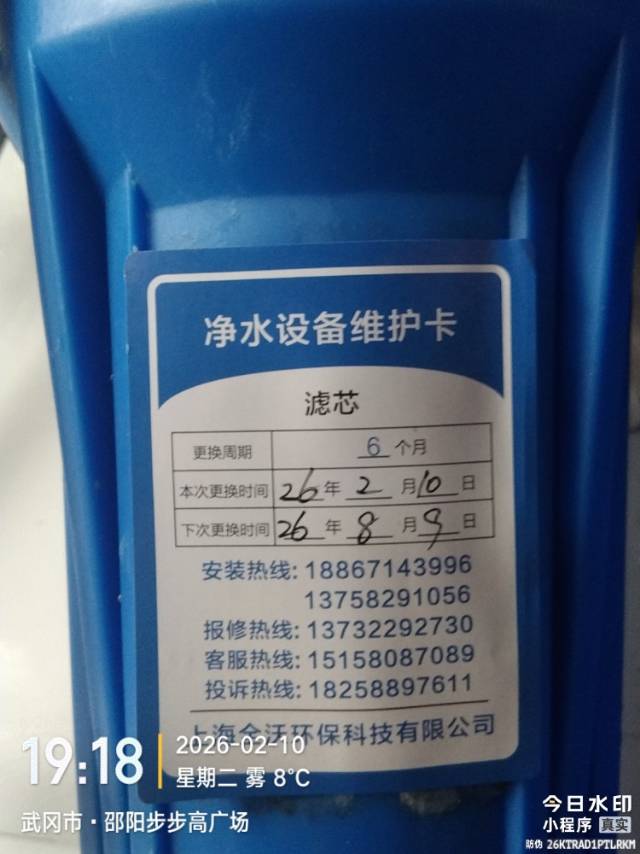 净水设备维护卡
滤芯
更换周期 6 个月
本次更换时间 26 年 2 月 10 日
下次更换时间 26 年 8 月 9 日
安装热线: 18867143996
13758291056
报修热线: 13732292730
客服热线: 15158087089
投诉热线: 18258897611
上海全沃环保科技有限公司
19:18
2026-02-10
星期二 雾 8℃
武冈市·邵阳步步高广场
今日水印
小程序 真实
防伪 26KTRAD1PTLRKM